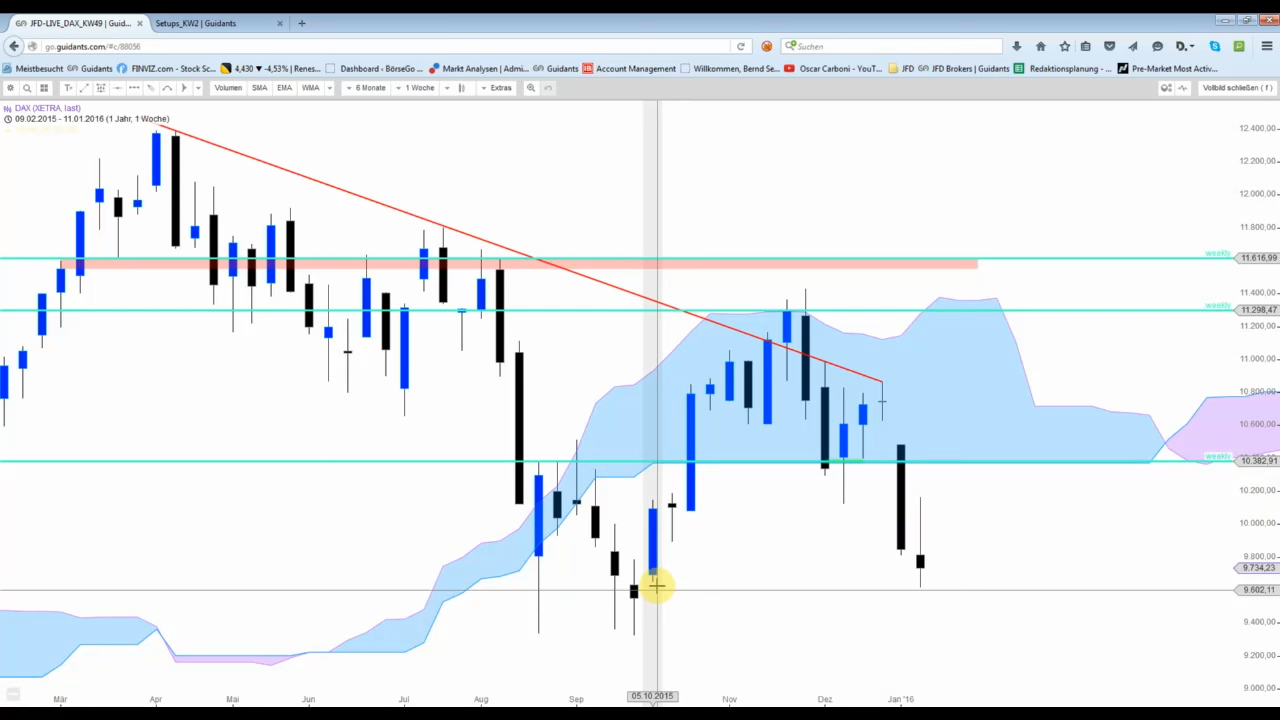 JFD-LIVE_DAX_KW49 | Guid...
Setups_KW2 | Guidants
go.guidants.com/#c/88056
Suchen
Meistbesucht
Guidants
FINVIZ.com - Stock Sc...
4,430 ▼ -4,53% | Renes...
Dashboard - BörseGo ...
Markt Analysen | Admi...
Guidants
Account Management
Willkommen, Bernd Se...
Oscar Carboni - YouT...
JFD
JFD Brokers | Guidants
Redaktionsplanung - ...
Pre-Market Most Activ...
Volumen
SMA
EMA
WMA
6 Monate
1 Woche
Extras
Vollbild schließen ( f )
DAX (XETRA, last)
09.02.2015 - 11.01.2016 (1 Jahr, 1 Woche)
12.400,00
12.200,00
12.000,00
11.800,00
weekly
11.616,99
11.400,00
weekly
11.298,47
11.200,00
11.000,00
10.800,00
10.600,00
weekly
10.382,91
10.200,00
10.000,00
9.800,00
9.734,23
9.602,11
9.400,00
9.200,00
9.000,00
Mär
Apr
Mai
Jun
Jul
Aug
Sep
05.10.2015
Nov
Dez
Jan '16